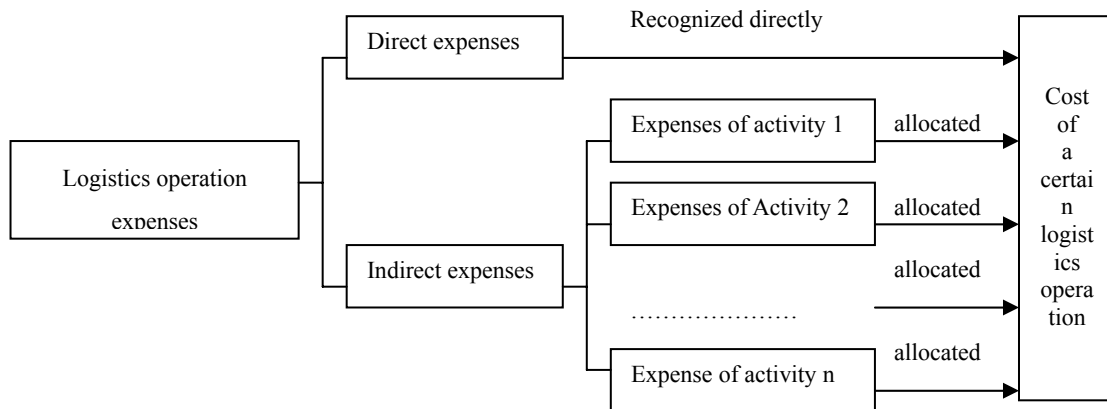 Recognized directly
Direct expenses
Expenses of activity 1
allocated
Logistics operation
expenses
Expenses of Activity 2
allocated
Indirect expenses
allocated
…………………
Expense of activity n
allocated
Cost
of
a
certai
n
logist
ics
opera
tion